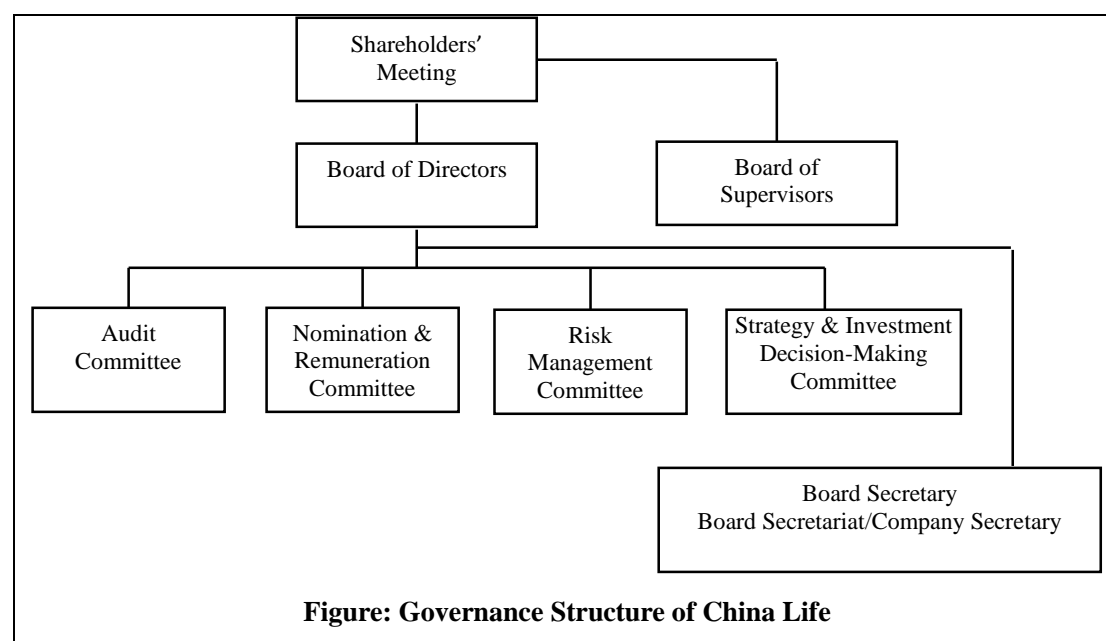 Shareholders’
Meeting
Board of Directors
Board of
Supervisors
Audit
Committee
Nomination &
Remuneration
Committee
Risk
Management
Committee
Strategy & Investment
Decision-Making
Committee
Board Secretary
Board Secretariat/Company Secretary
Figure: Governance Structure of China Life